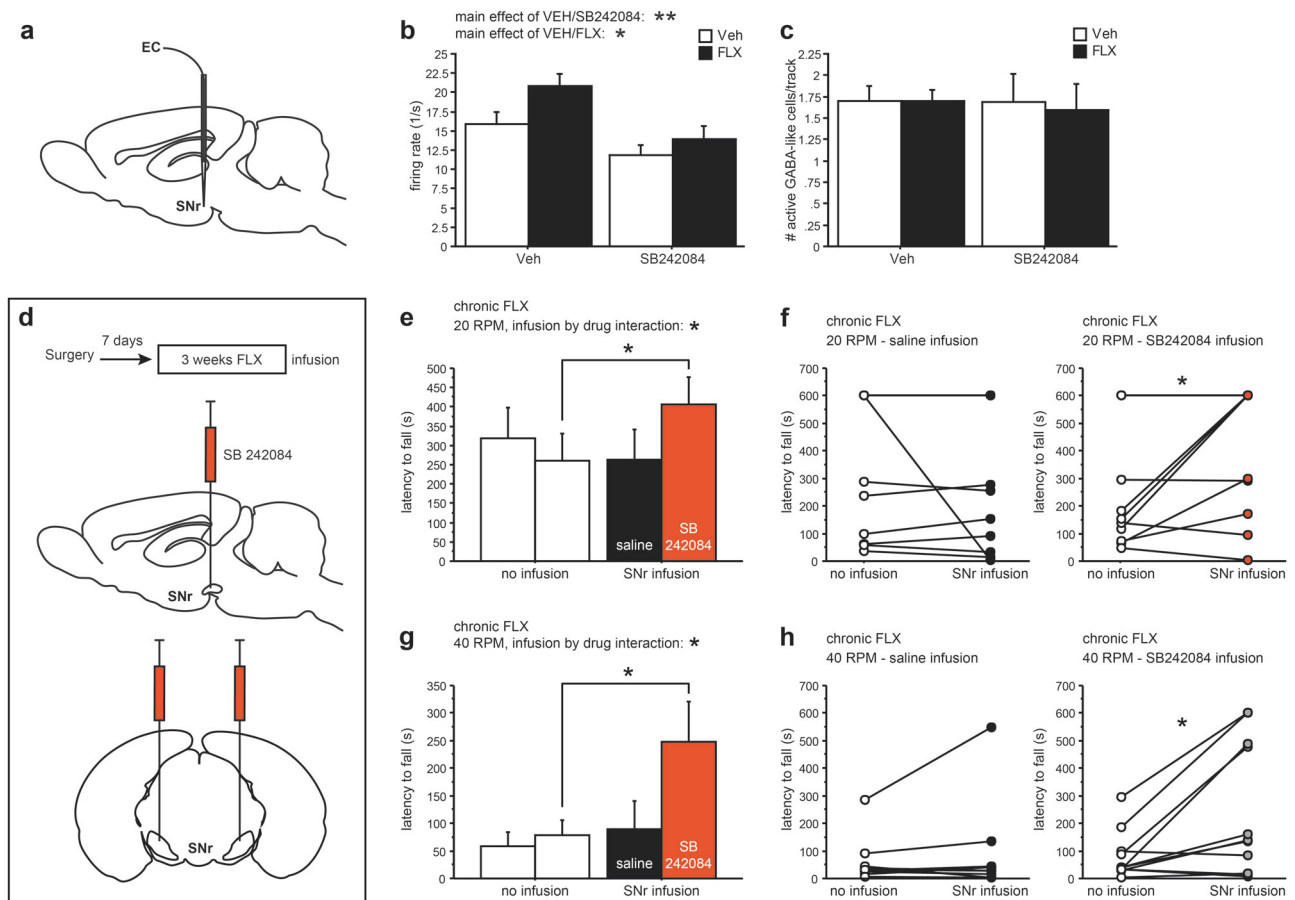 a
EC
SNr
b
main effect of VEH/SB242084: **
main effect of VEH/FLX: *
Veh
FLX
firing rate (1/s)
25
22.5
20
17.5
15
12.5
10
7.5
5
2.5
0
Veh
SB242084
c
Veh
FLX
# active GABA-like cells/track
2.25
2
1.75
1.5
1.25
1
.75
.5
.25
0
Veh
SB242084
d
Surgery
7 days
3 weeks FLX
infusion
SB 242084
SNr
SNr
e
chronic FLX
20 RPM, infusion by drug interaction: *
*
latency to fall (s)
500
450
400
350
300
250
200
150
100
50
0
saline
SB
242084
no infusion
SNr infusion
f
chronic FLX
20 RPM - saline infusion
latency to fall (s)
700
600
500
400
300
200
100
0
no infusion
SNr infusion
chronic FLX
20 RPM - SB242084 infusion
*
latency to fall (s)
700
600
500
400
300
200
100
0
no infusion
SNr infusion
g
chronic FLX
40 RPM, infusion by drug interaction: *
*
latency to fall (s)
350
300
250
200
150
100
50
0
saline
SB
242084
no infusion
SNr infusion
h
chronic FLX
40 RPM - saline infusion
latency to fall (s)
700
600
500
400
300
200
100
0
no infusion
SNr infusion
chronic FLX
40 RPM - SB242084 infusion
*
latency to fall (s)
700
600
500
400
300
200
100
0
no infusion
SNr infusion